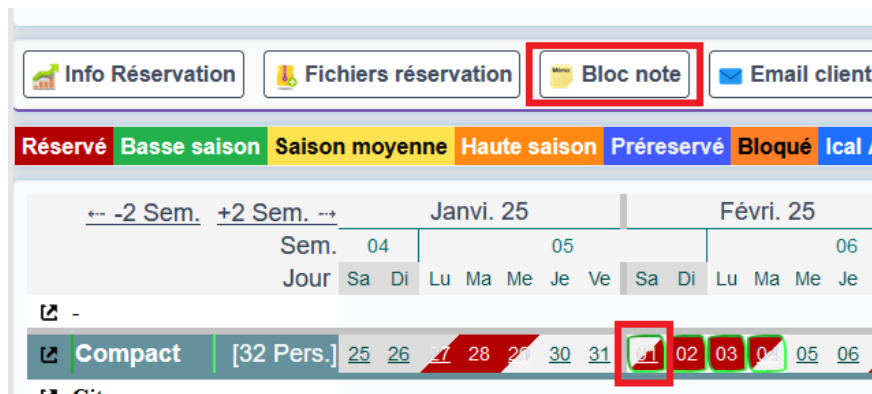 Info Réservation Fichiers réservation Mémo Bloc note Email client
Réservé Basse saison Saison moyenne Haute saison Préreservé Bloqué Ical
← -2 Sem. +2 Sem. → Janvi. 25 Févri. 25
Sem. 04 05 06
Jour Sa Di Lu Ma Me Je Ve Sa Di Lu Ma Me Je
-
Compact [32 Pers.] 25 26 27 28 29 30 31 01 02 03 04 05 06